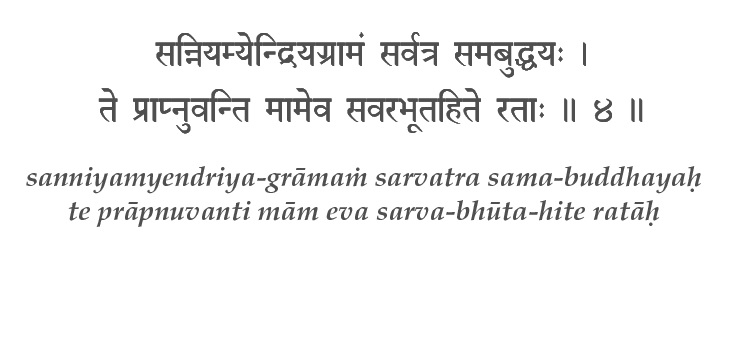 सन्नियम्येन्द्रियग्रामं सर्वत्र समबुद्धयः ।
ते प्राप्नुवन्ति मामेव सवरभूतहिते रताः ॥ ४ ॥
sanniyamyendriya-grāmaṁ sarvatra sama-buddhayaḥ
te prāpnuvanti mām eva sarva-bhūta-hite ratāḥ